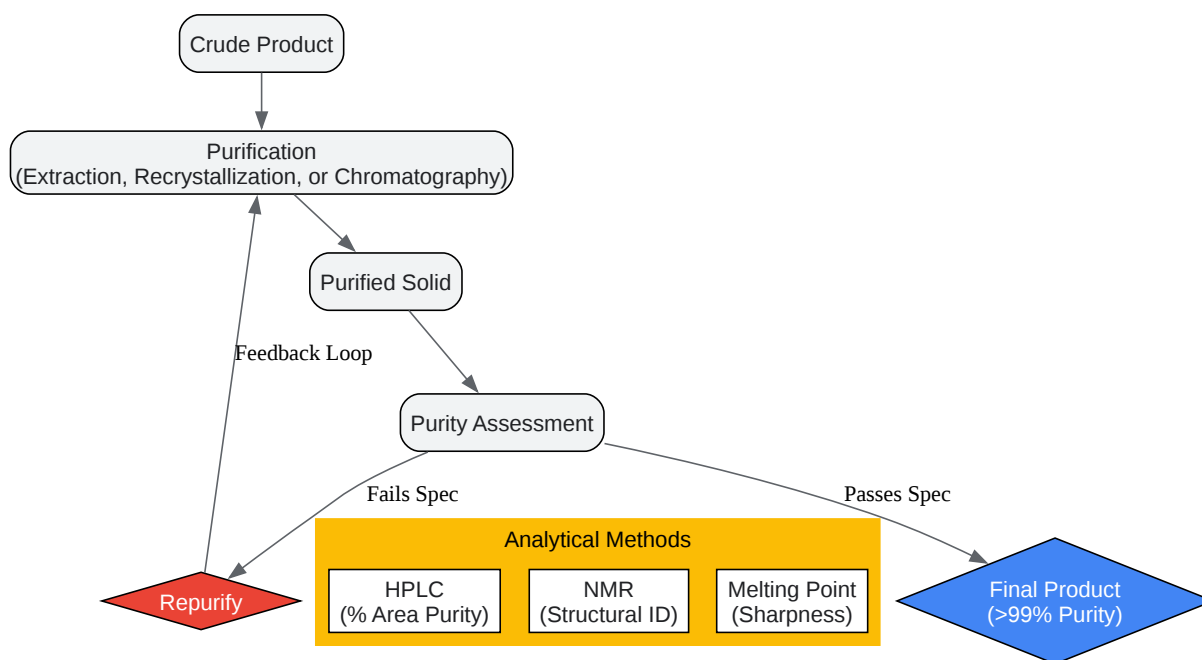 Crude Product
Purification
(Extraction, Recrystallization, or Chromatography)
Purified Solid
Feedback Loop
Purity Assessment
Fails Spec
Passes Spec
Analytical Methods
HPLC
(% Area Purity)
NMR
(Structural ID)
Melting Point
(Sharpness)
Repurify
Final Product
(>99% Purity)